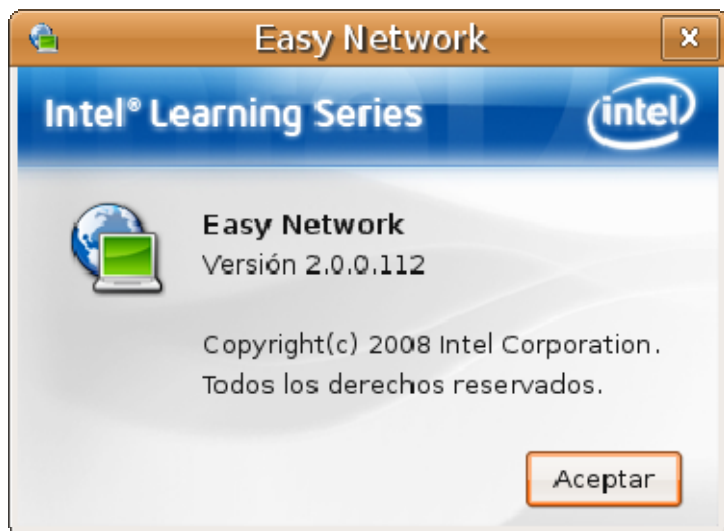 Easy Network
Intel® Learning Series
intel
Easy Network
Versión 2.0.0.112
Copyright(c) 2008 Intel Corporation.
Todos los derechos reservados.
Aceptar